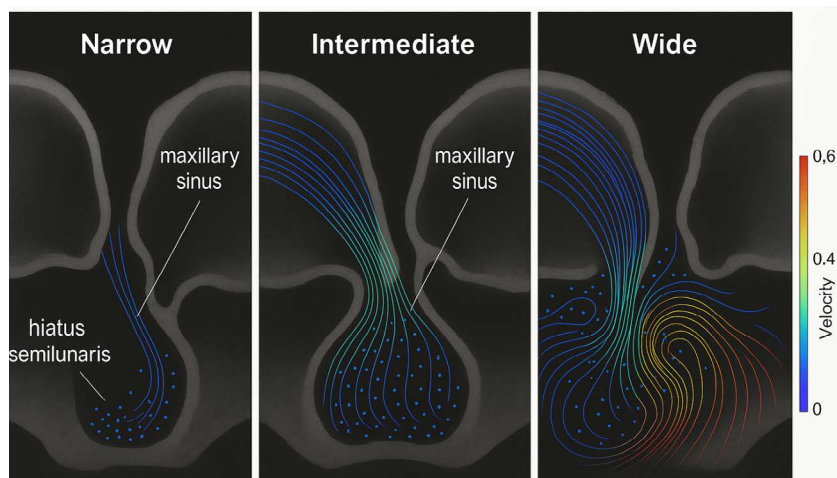 Narrow
maxillary
sinus
hiatus
semilunaris
Intermediate
maxillary
sinus
Wide
0,6
0.4
Velocity
0